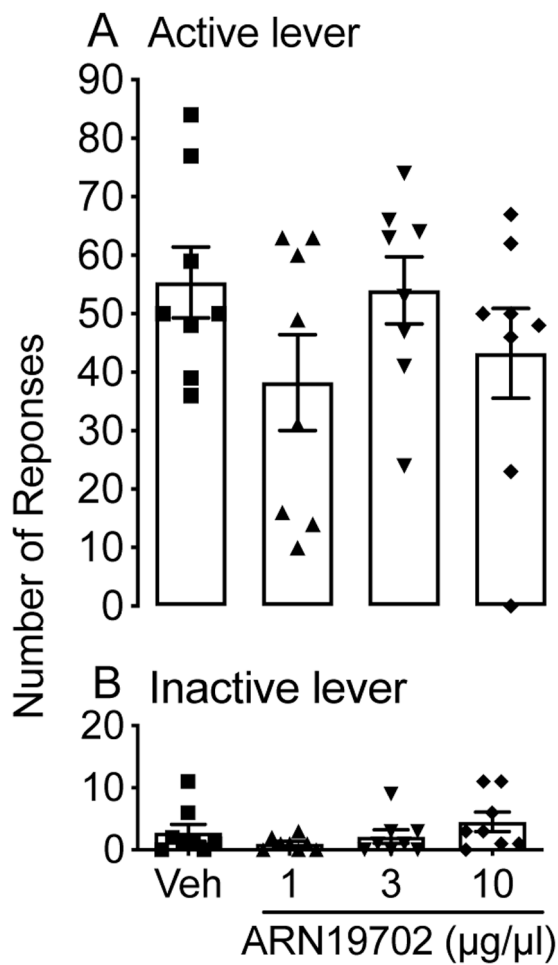 A Active lever
90
80
70
60
50
40
30
20
10
0
Number of Reponses
B Inactive lever
20
10
0
Veh 1 3 10
ARN19702 (µg/µl)